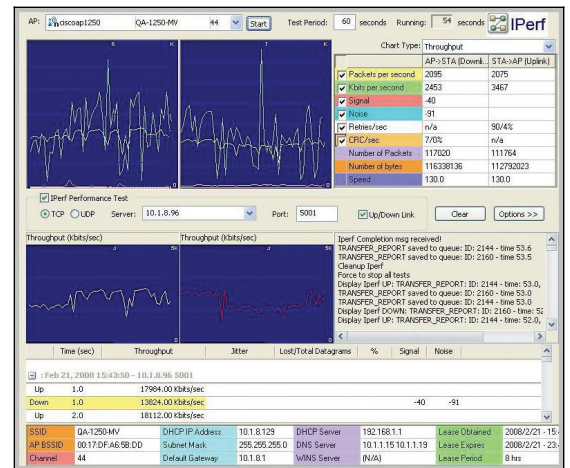 AP: ciscoap1250 QA-1250-MV 44 Start Test Period: 60 seconds Running: 54 seconds IPerf
Chart Type: Throughput
AP->STA (Downli... STA->AP (Uplink)
Packets per second 2095 2075
Kbits per second 2453 3467
Signal -40
Noise -91
Retries/sec n/a 90/4%
CRC/sec 7/0% n/a
Number of Packets 117020 111764
Number of bytes 116338136 112792023
Speed 130.0 130.0
IPerf Performance Test
TCP UDP Server: 10.1.8.96 Port: 5001 Up/Down Link Clear Options >>
Throughput (Kbits/sec) Throughput (Kbits/sec)
5K 5K
0 0
Iperf Completion msg received!
TRANSFER_REPORT saved to queue: ID: 2144 - time 53.6
TRANSFER_REPORT saved to queue: ID: 2160 - time 53.5
Cleanup Iperf
Force to stop all tests
Display Iperf UP: TRANSFER_REPORT: ID: 2144 - time: 53.0,
TRANSFER_REPORT saved to queue: ID: 2160 - time 53.0
TRANSFER_REPORT saved to queue: ID: 2144 - time 53.0
Display Iperf DOWN: TRANSFER_REPORT: ID: 2160 - time: 52
Display Iperf UP: TRANSFER_REPORT: ID: 2144 - time: 52.0,
Time (sec) Throughput Jitter Lost/Total Datagrams % Signal Noise
: Feb 21, 2008 15:43:50 - 10.1.8.96 5001
Up 1.0 17984.00 Kbits/sec
Down 1.0 13824.00 Kbits/sec -40 -91
Up 2.0 18112.00 Kbits/sec
SSID QA-1250-MV DHCP IP Address 10.1.8.129 DHCP Server 192.168.1.1 Lease Obtained 2008/2/21 - 15:
AP BSSID 00:17:DF:A6:5B:DD Subnet Mask 255.255.255.0 DNS Server 10.1.1.15 10.1.1.19 Lease Expres 2008/2/21 - 23:
Channel 44 Default Gateway 10.1.8.1 WINS Server (N/A) Lease Period 8 hrs